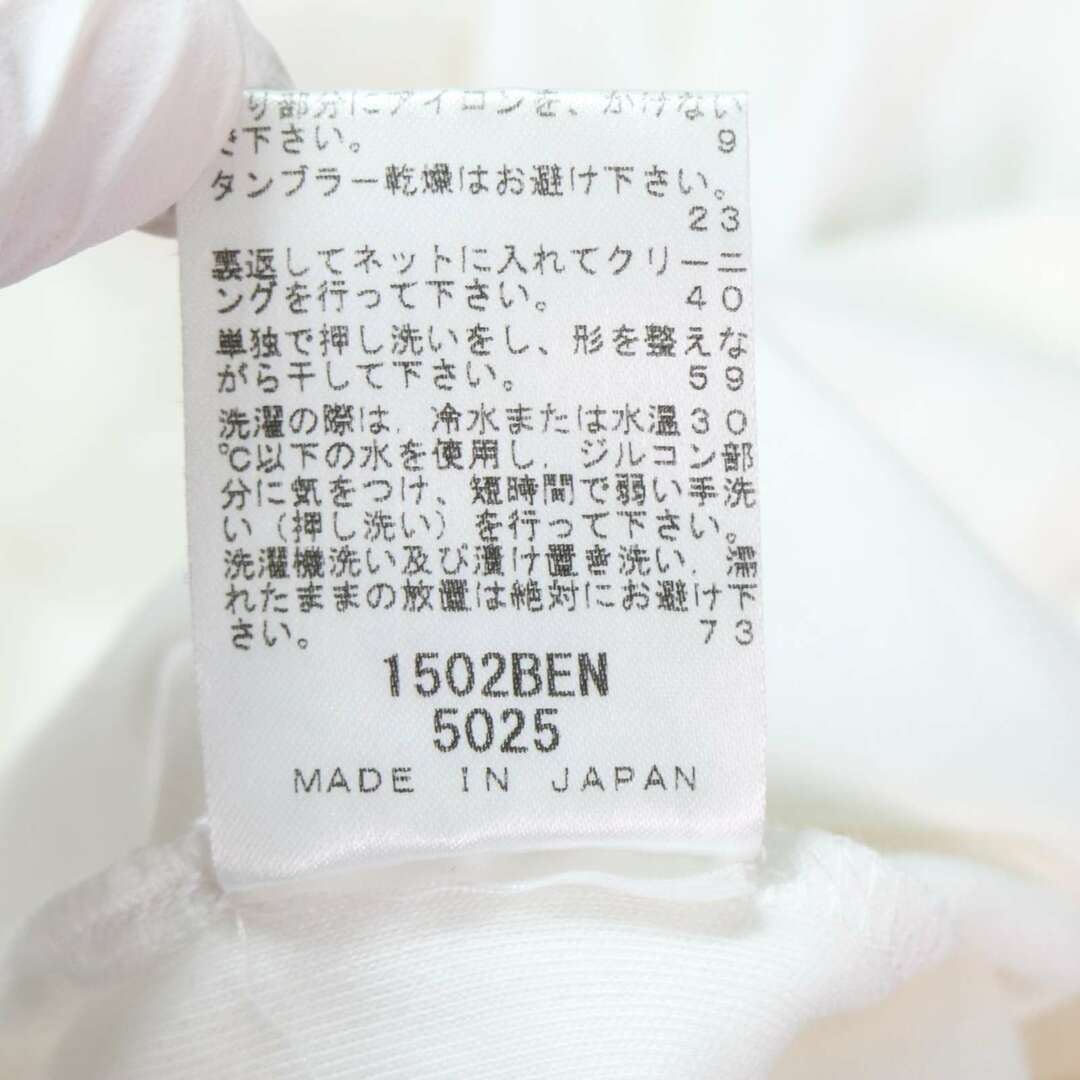 り部分にアイロンを、かけない
で下さい。 9
タンブラー乾燥はお避け下さい。
23
裏返してネットに入れてクリーニ
ングを行って下さい。 40
単独で押し洗いをし、形を整えな
がら干して下さい。 59
洗濯の際は、冷水または水温30
℃以下の水を使用し、ジルコン部
分に気をつけ、短時間で弱い手洗
い（押し洗い）を行って下さい。
洗濯機洗い及び漬け置き洗い、濡
れたままの放置は絶対にお避け下
さい。 73
1502BEN
5025
MADE IN JAPAN